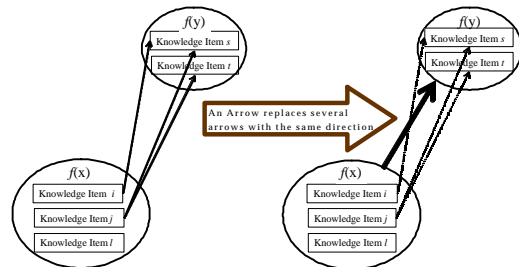 f(y)
Knowledge Item s
Knowledge Item t
An Arrow replaces several
arrows with the same direction
f(x)
Knowledge Item i
Knowledge Item j
Knowledge Item l
f(y)
Knowledge Item s
Knowledge Item t
f(x)
Knowledge Item i
Knowledge Item j
Knowledge Item l